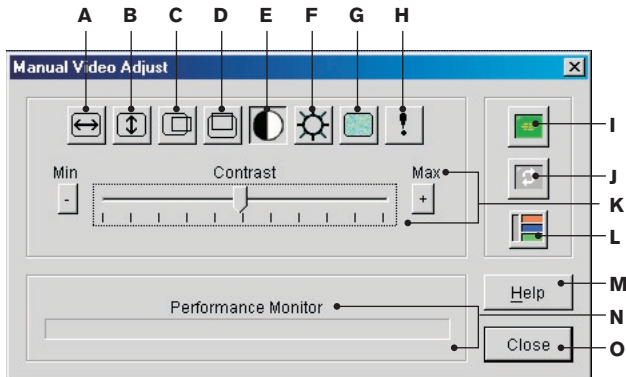 A B C D E F G H
Manual Video Adjust
I
Min Contrast Max
J
- +
K
L
Help
M
Performance Monitor
N
Close
O